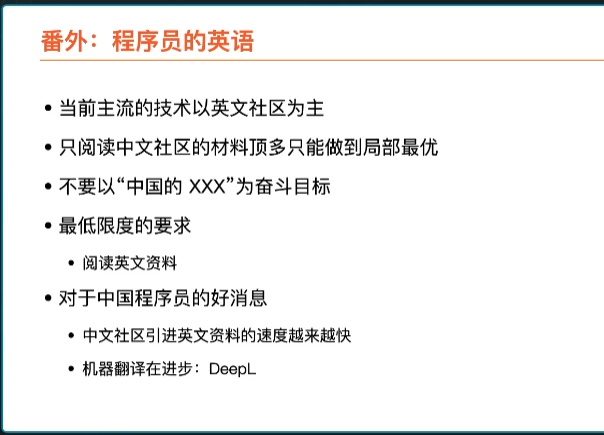 番外：程序员的英语
• 当前主流的技术以英文社区为主
• 只阅读中文社区的材料顶多只能做到局部最优
• 不要以“中国的 XXX”为奋斗目标
• 最低限度的要求
• 阅读英文资料
• 对于中国程序员的好消息
• 中文社区引进英文资料的速度越来越快
• 机器翻译在进步：DeepL